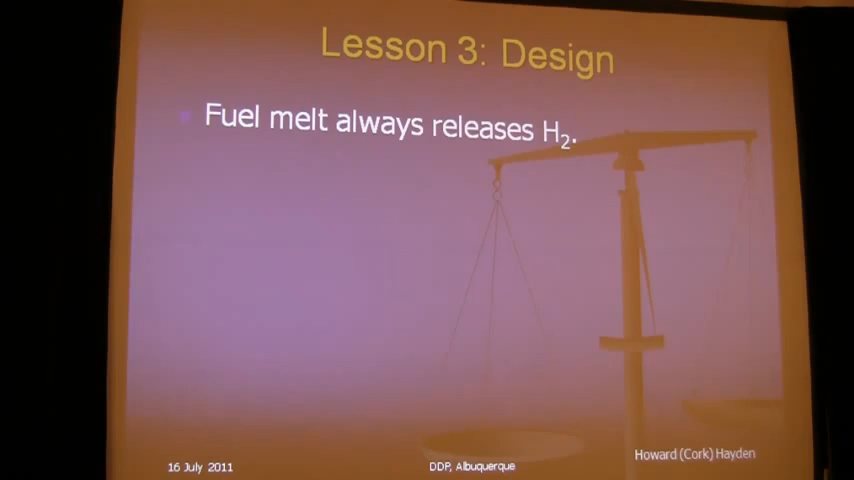 Lesson 3: Design
Fuel melt always releases H₂.
16 July 2011
DDP, Albuquerque
Howard (Cork) Hayden